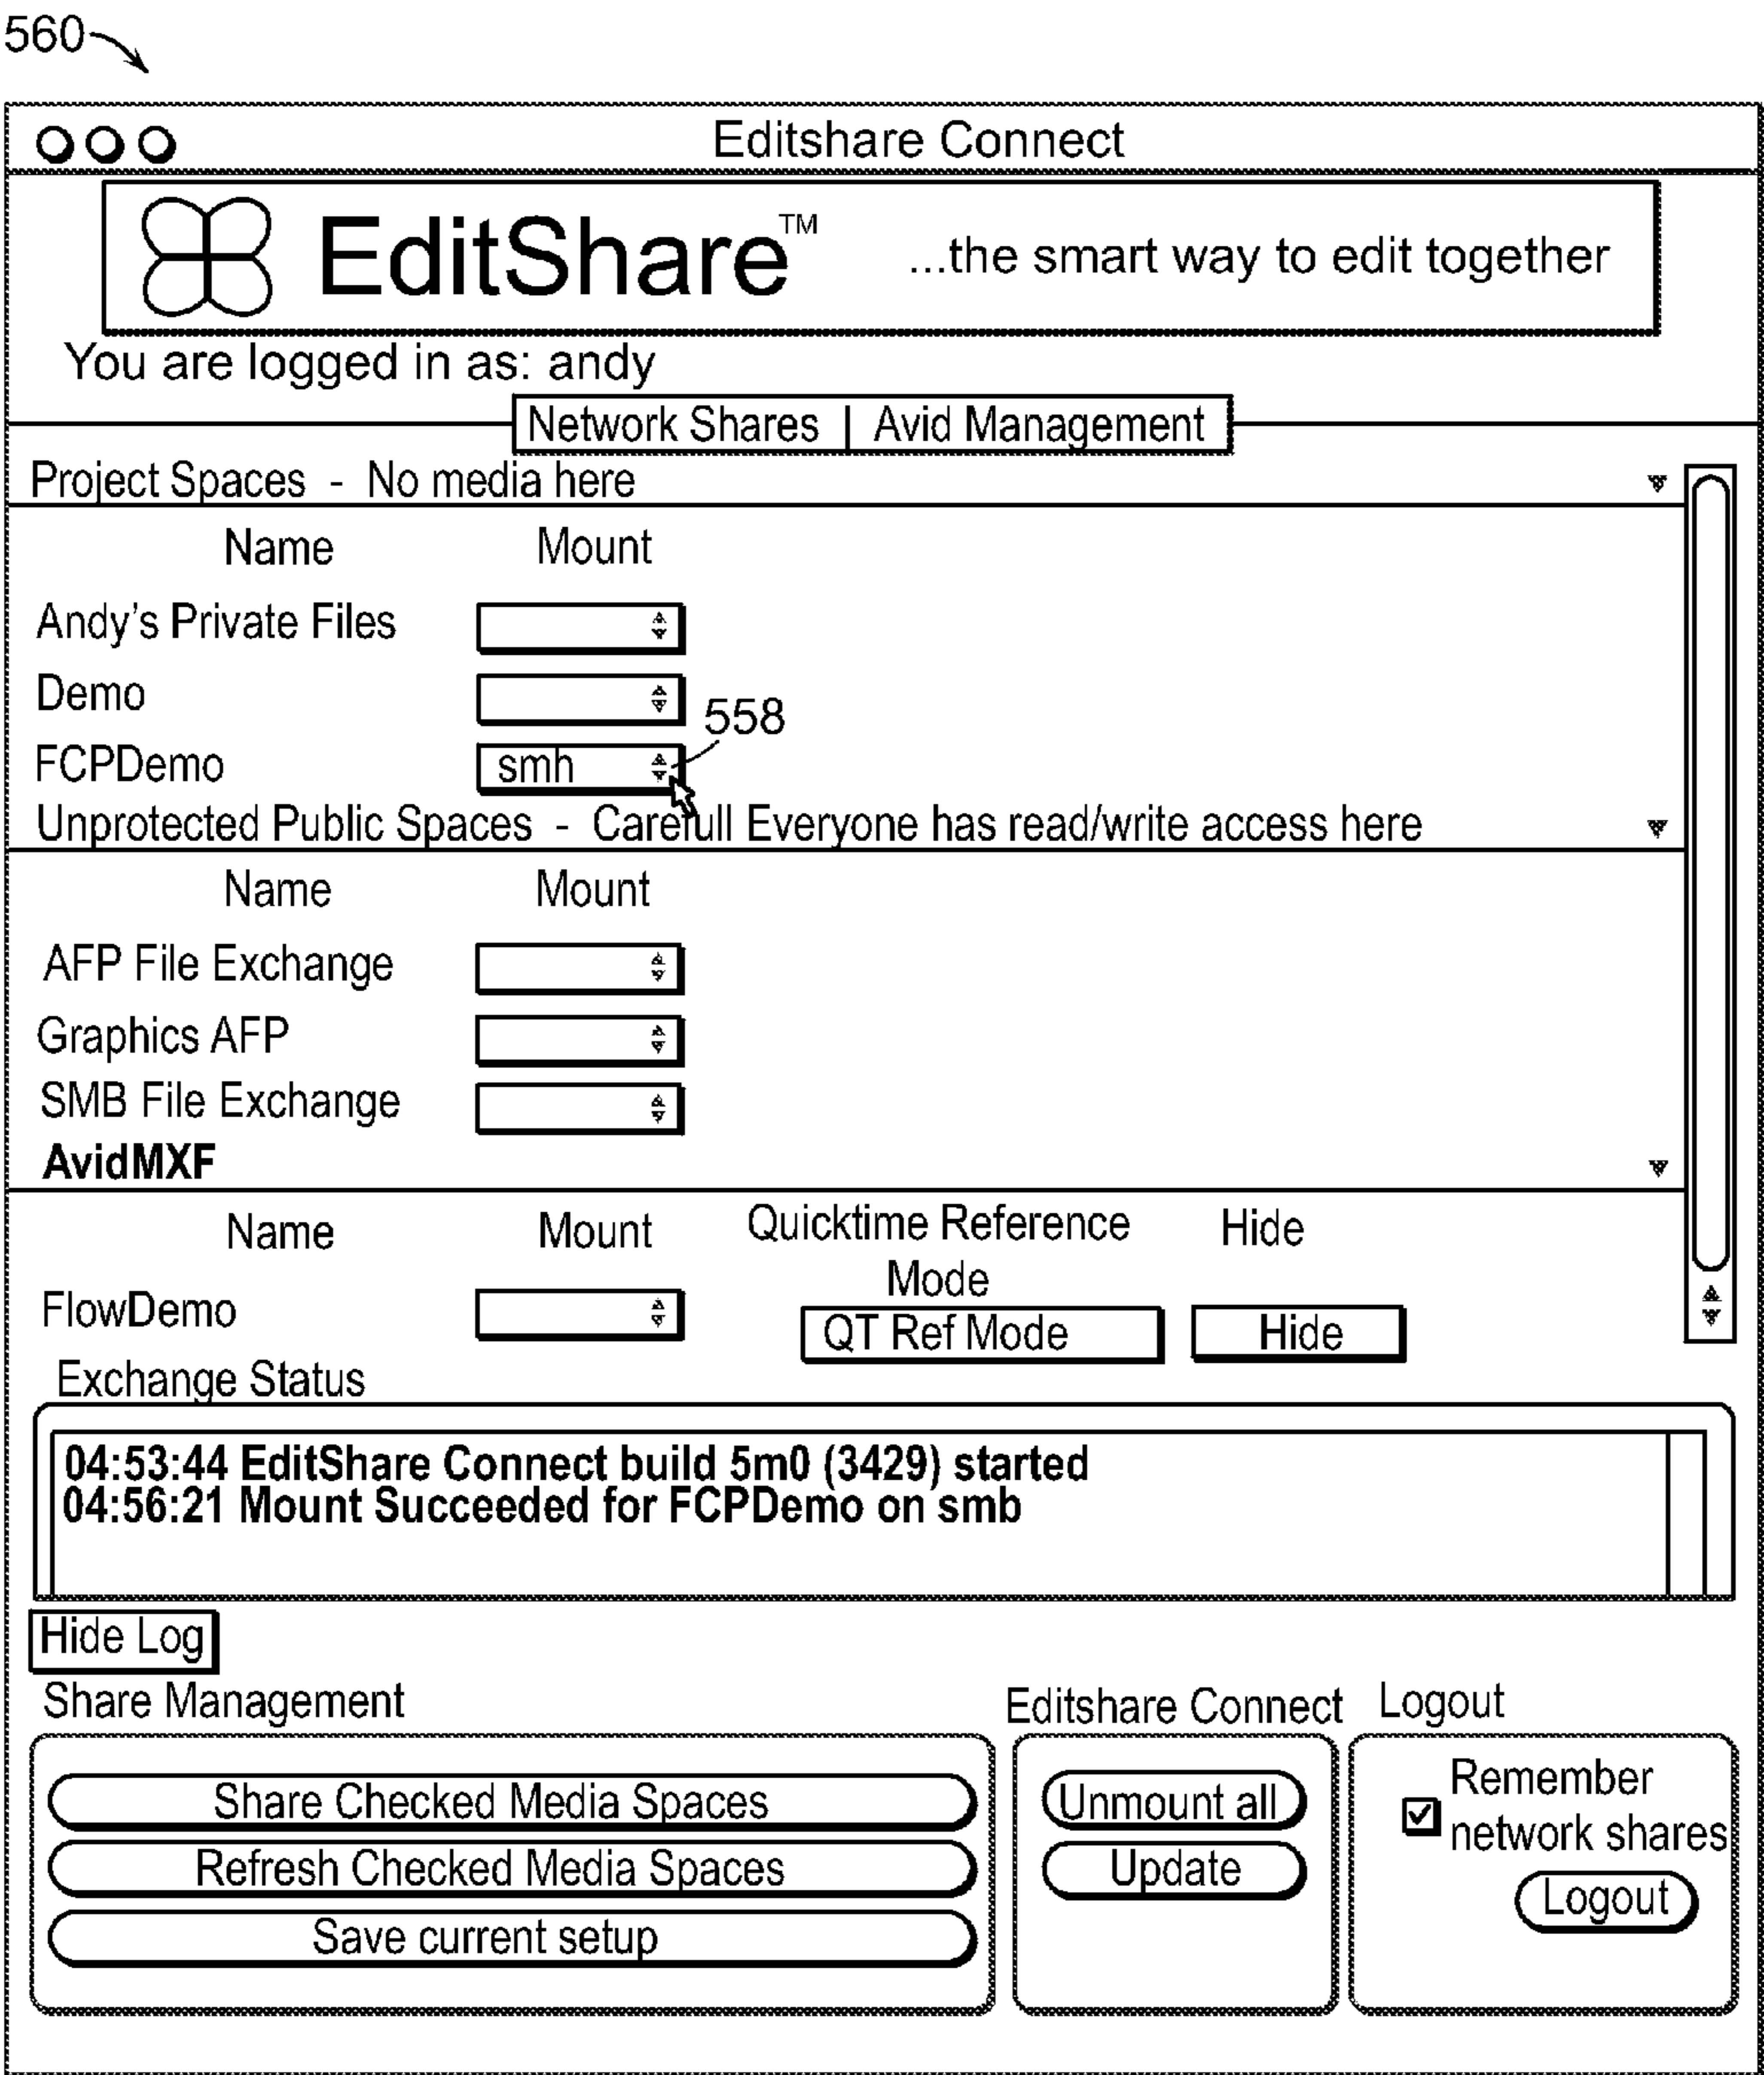 560
Editshare Connect
EditShare™ ...the smart way to edit together
You are logged in as: andy
Network Shares | Avid Management
Project Spaces - No media here
Name Mount
Andy's Private Files
Demo
558
FCPDemo smh
Unprotected Public Spaces - Carefull Everyone has read/write access here
Name Mount
AFP File Exchange
Graphics AFP
SMB File Exchange
AvidMXF
Name Mount Quicktime Reference Hide
Mode
FlowDemo QT Ref Mode Hide
Exchange Status
04:53:44 EditShare Connect build 5m0 (3429) started
04:56:21 Mount Succeeded for FCPDemo on smb
Hide Log
Share Management Editshare Connect Logout
Share Checked Media Spaces Unmount all Remember
network shares
Refresh Checked Media Spaces Update
Logout
Save current setup